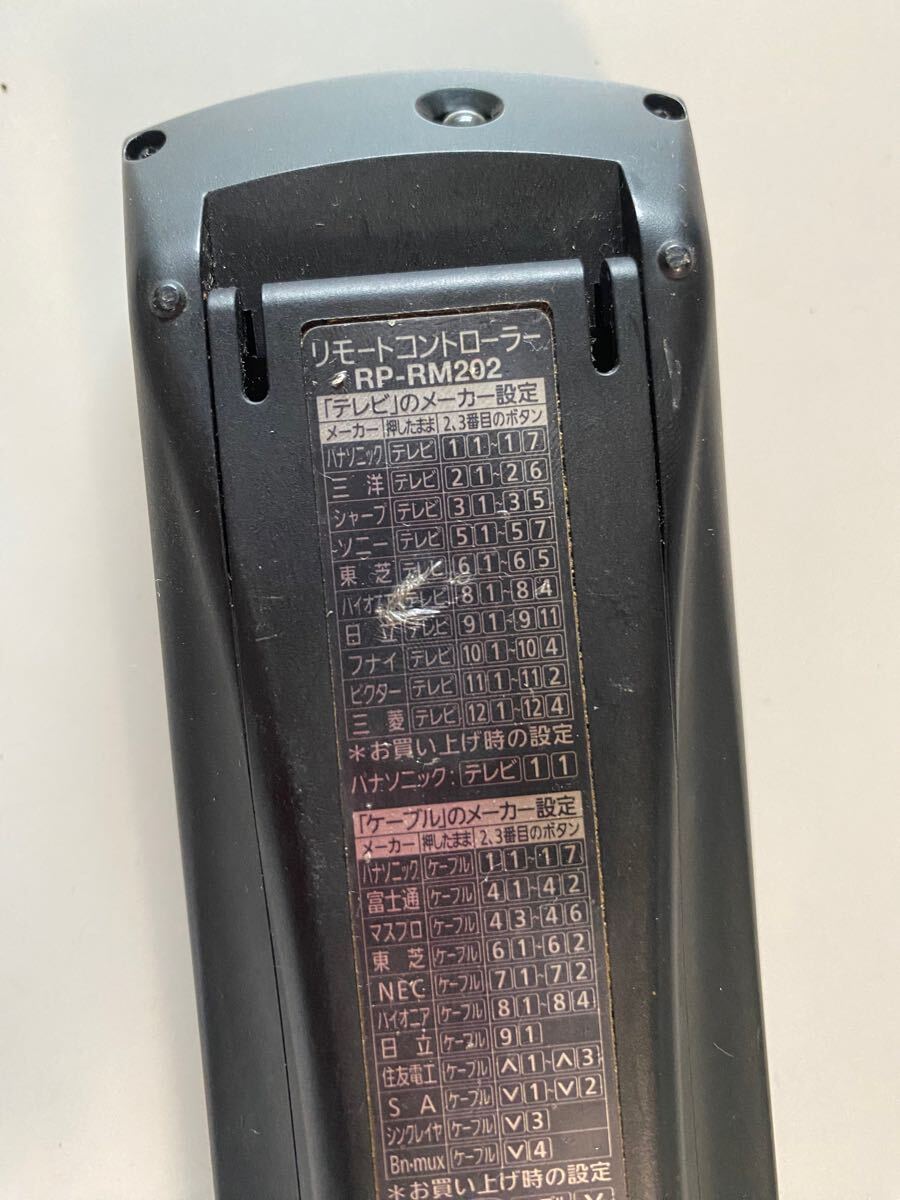 リモートコントローラー
RP-RM202
「テレビ」のメーカー設定
メーカー 押したまま 2、3番目のボタン
パナソニック テレビ 1 1~1 7
三洋 テレビ 2 1~2 6
シャープ テレビ 3 1~3 5
ソニー テレビ 5 1~5 7
東芝 テレビ 6 1~6 5
パイオニア テレビ 8 1~8 4
日立 テレビ 9 1~9 11
フナイ テレビ 10 1~10 4
ビクター テレビ 11 1~11 2
三菱 テレビ 12 1~12 4
*お買い上げ時の設定
パナソニック:テレビ 1 1
「ケーブル」のメーカー設定
メーカー 押したまま 2、3番目のボタン
パナソニック ケーブル 1 1~1 7
富士通 ケーブル 4 1~4 2
マスプロ ケーブル 4 3~4 6
東芝 ケーブル 6 1~6 2
NEC ケーブル 7 1~7 2
パイオニア ケーブル 8 1~8 4
日立 ケーブル 9 1
住友電工 ケーブル ∧ 1~∧ 3
SA ケーブル ∨ 1~∨ 2
シンクレイヤ ケーブル ∨ 3
Bn-mux ケーブル ∨ 4
*お買い上げ時の設定